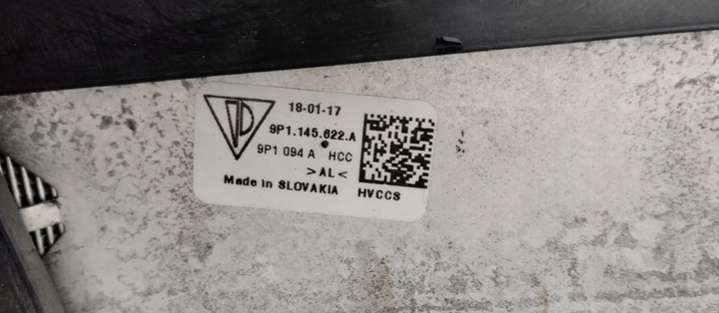 18-01-17
9P1.145.622.A
9P1 094 A HCC
>AL<
Made in SLOVAKIA HVCCS